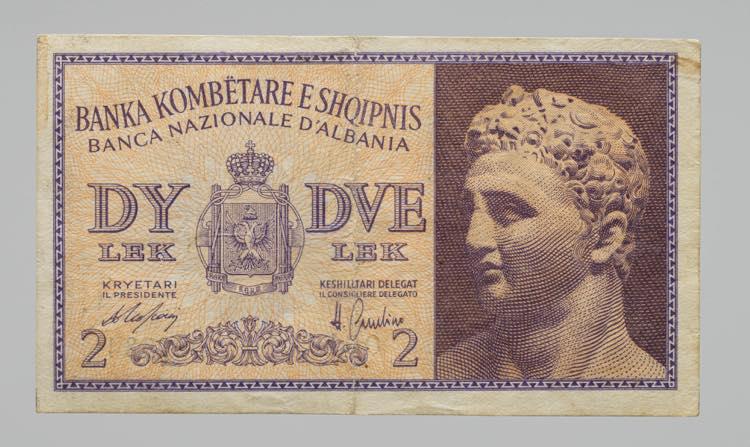 BANKA KOMBËTARE E SHQIPNIS
BANCA NAZIONALE D'ALBANIA
DY DVE
LEK LEK
KRYETARI
IL PRESIDENTE
KESHILLTARI DELEGAT
IL CONSIGLIERE DELEGATO
2 2